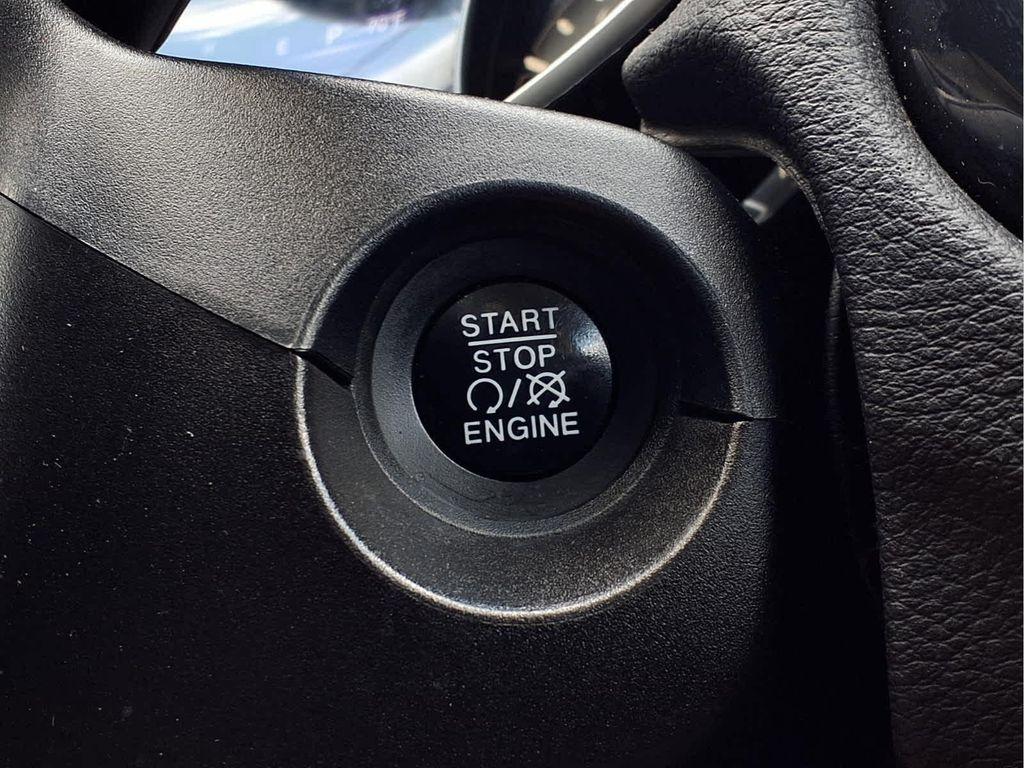 START
STOP
/
ENGINE